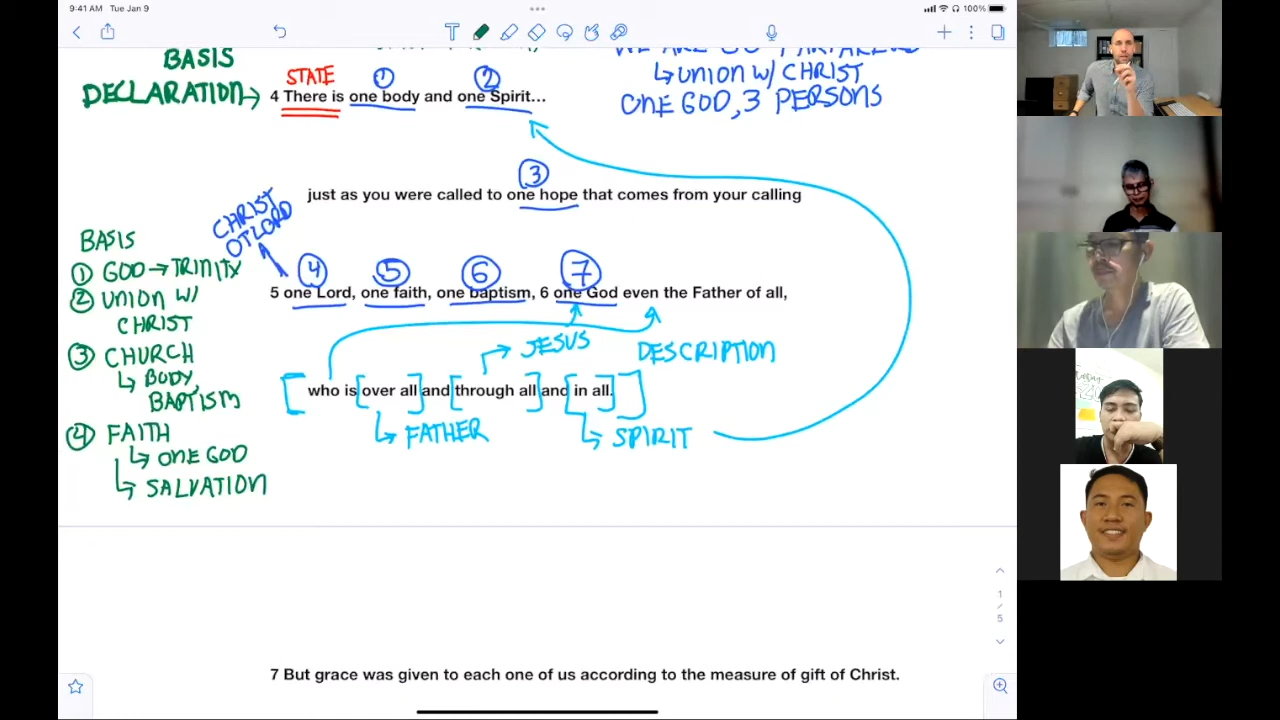 9:41 AM Tue Jan 9
100%
BASIS
DECLARATION
STATE
1
2
4 There is one body and one Spirit...
UNION W/ CHRIST
ONE GOD, 3 PERSONS
3
just as you were called to one hope that comes from your calling
CHRIST
OT LORD
4
5
6
7
5 one Lord, one faith, one baptism, 6 one God even the Father of all,
JESUS
DESCRIPTION
[who is [over all] and [through all] and [in all.]]
FATHER
SPIRIT
BASIS
1 GOD → TRINITY
2 UNION W/
CHRIST
3 CHURCH
BODY,
BAPTISM
4 FAITH
ONE GOD
SALVATION
1
/
5
7 But grace was given to each one of us according to the measure of gift of Christ.